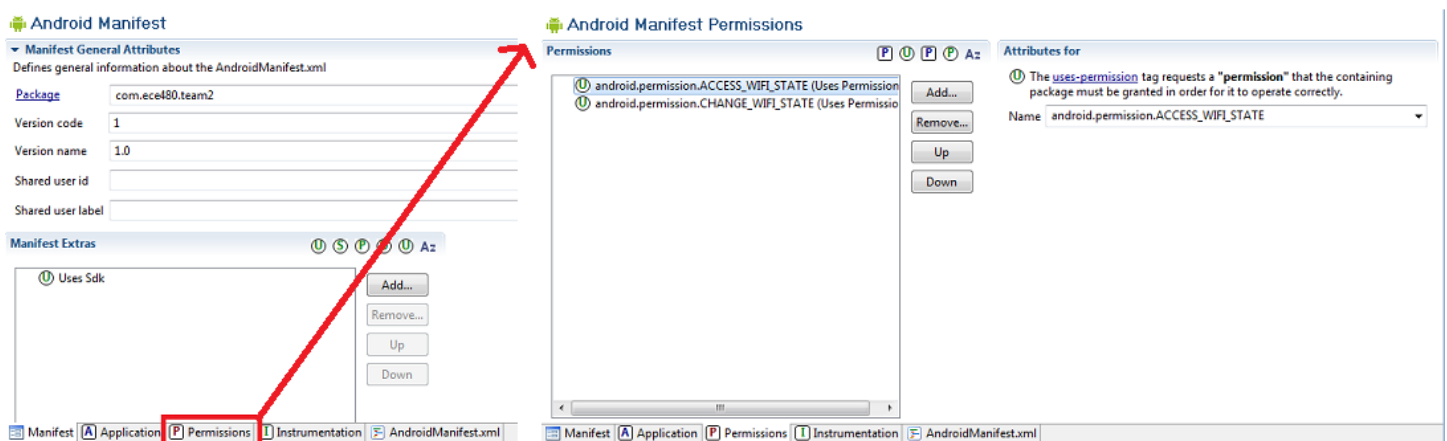 Android Manifest
Manifest General Attributes
Defines general information about the AndroidManifest.xml
Package com.ece480.team2
Version code 1
Version name 1.0
Shared user id
Shared user label
Manifest Extras U S P U Az
U Uses Sdk
Add...
Remove...
Up
Down
Manifest A Application P Permissions I Instrumentation AndroidManifest.xml
Android Manifest Permissions
Permissions P U P P Az
U android.permission.ACCESS_WIFI_STATE (Uses Permission
U android.permission.CHANGE_WIFI_STATE (Uses Permissio
Add...
Remove...
Up
Down
Attributes for
U The uses-permission tag requests a "permission" that the containing
package must be granted in order for it to operate correctly.
Name android.permission.ACCESS_WIFI_STATE
Manifest A Application P Permissions I Instrumentation AndroidManifest.xml